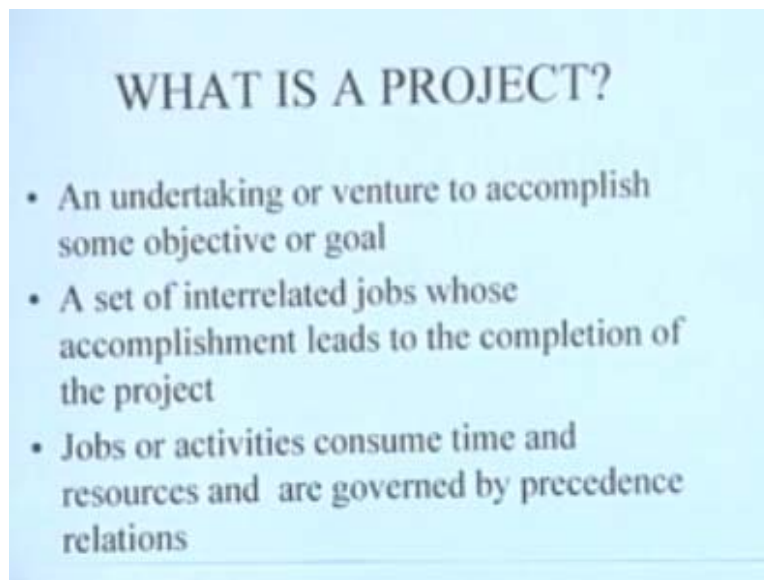 WHAT IS A PROJECT?
• An undertaking or venture to accomplish
some objective or goal
• A set of interrelated jobs whose
accomplishment leads to the completion of
the project
• Jobs or activities consume time and
resources and are governed by precedence
relations